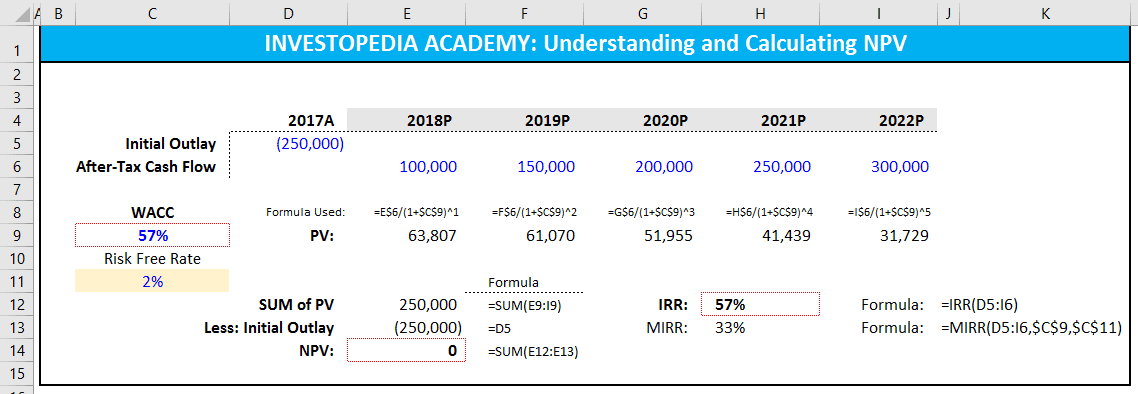 A B C D E F G H I J K
1 INVESTOPEDIA ACADEMY: Understanding and Calculating NPV
2
3
4 2017A 2018P 2019P 2020P 2021P 2022P
5 Initial Outlay (250,000)
6 After-Tax Cash Flow 100,000 150,000 200,000 250,000 300,000
7
8 WACC Formula Used: =E$6/(1+$C$9)^1 =F$6/(1+$C$9)^2 =G$6/(1+$C$9)^3 =H$6/(1+$C$9)^4 =I$6/(1+$C$9)^5
9 57% PV: 63,807 61,070 51,955 41,439 31,729
10 Risk Free Rate
11 2% Formula
12 SUM of PV 250,000 =SUM(E9:I9) IRR: 57% Formula: =IRR(D5:I6)
13 Less: Initial Outlay (250,000) =D5 MIRR: 33% Formula: =MIRR(D5:I6,$C$9,$C$11)
14 NPV: 0 =SUM(E12:E13)
15